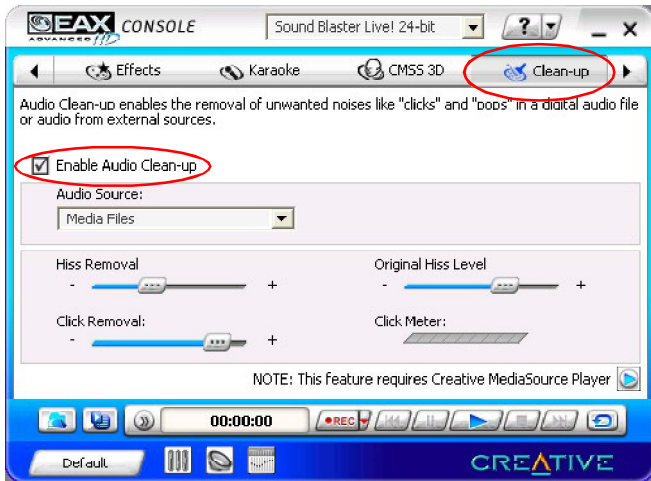 EAX CONSOLE
ADVANCED HD
Sound Blaster Live! 24-bit
?
Effects
Karaoke
CMSS 3D
Clean-up
Audio Clean-up enables the removal of unwanted noises like "clicks" and "pops" in a digital audio file
or audio from external sources.
Enable Audio Clean-up
Audio Source:
Media Files
Hiss Removal
Original Hiss Level
- +
- +
Click Removal:
Click Meter:
- +
NOTE: This feature requires Creative MediaSource Player
00:00:00
REC
Default
CREATIVE